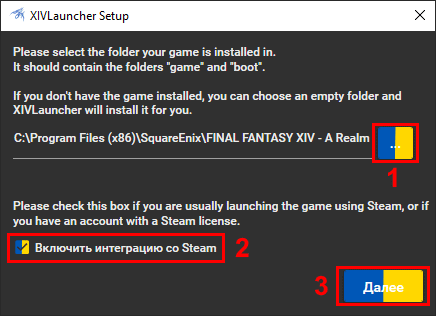 XIVLauncher Setup
Please select the folder your game is installed in.
It should contain the folders "game" and "boot".
If you don't have the game installed, you can choose an empty folder and
XIVLauncher will install it for you.
C:\Program Files (x86)\SquareEnix\FINAL FANTASY XIV - A Realm
...
1
Please check this box if you are usually launching the game using Steam, or if
you have an account with a Steam license.
Включить интеграцию со Steam
2
3
Далее